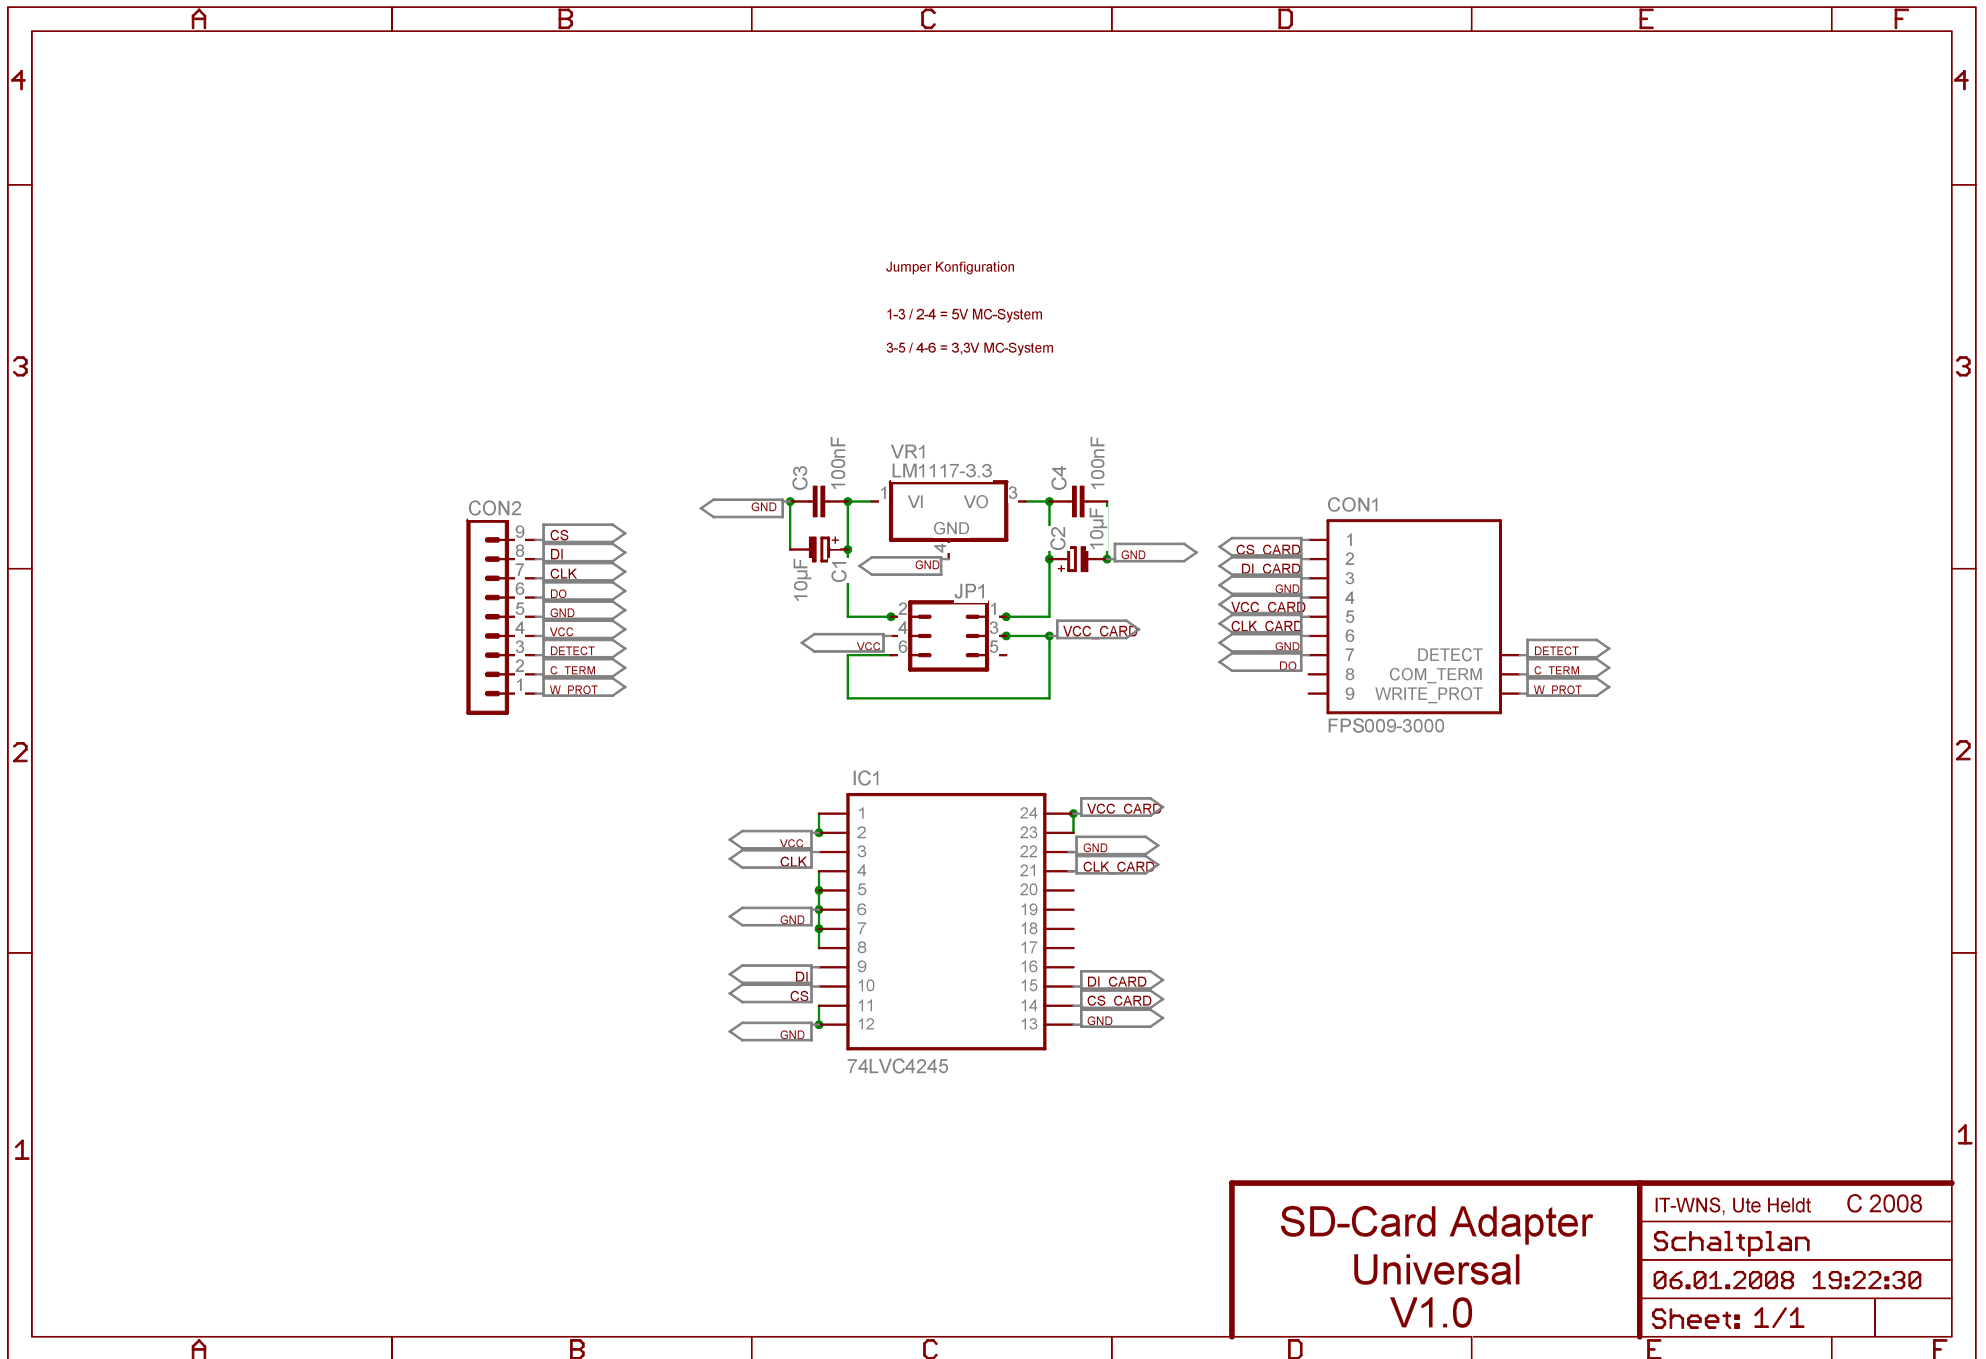 A B C D E F
4 4
3 3
2 2
1 1
Jumper Konfiguration
1-3 / 2-4 = 5V MC-System
3-5 / 4-6 = 3,3V MC-System
CON2
9 CS
8 DI
7 CLK
6 DO
5 GND
4 VCC
3 DETECT
2 C_TERM
1 W_PROT
C3
100nF
GND
10µF
C1
+
VR1
LM1117-3.3
1 VI VO 3
GND
4
GND
C4
100nF
C2
10µF
+
GND
JP1
2 1
4 3
6 5
VCC
VCC_CARD
CON1
1
CS_CARD 2
DI_CARD 3
GND 4
VCC_CARD 5
CLK_CARD 6
GND 7 DETECT DETECT
DO 8 COM_TERM C_TERM
9 WRITE_PROT W_PROT
FPS009-3000
IC1
1 24 VCC_CARD
VCC 2 23
CLK 3 22 GND
4 21 CLK_CARD
5 20
GND 6 19
7 18
8 17
DI 9 16
CS 10 15 DI_CARD
11 14 CS_CARD
GND 12 13 GND
74LVC4245
SD-Card Adapter
Universal
V1.0
IT-WNS, Ute Heldt C 2008
Schaltplan
06.01.2008 19:22:30
Sheet: 1/1
A B C D E F